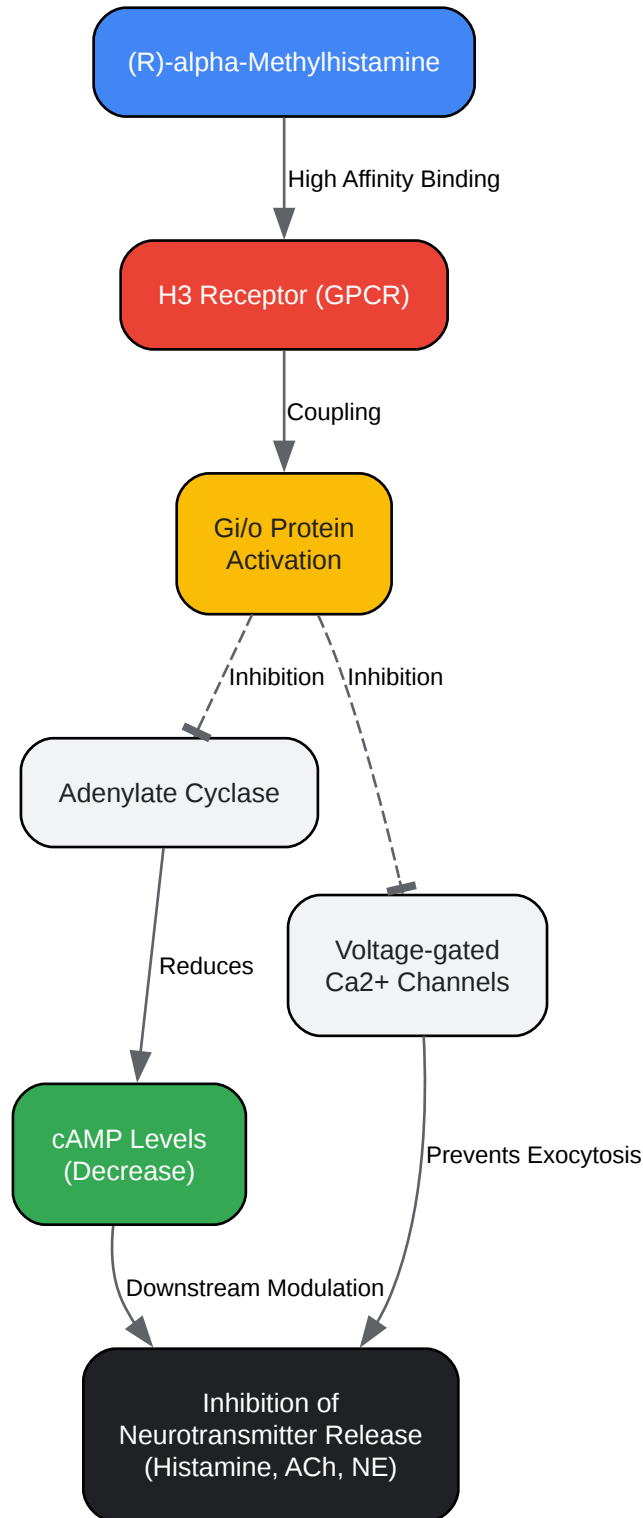 (R)-alpha-Methylhistamine
High Affinity Binding
H3 Receptor (GPCR)
Coupling
Gi/o Protein
Activation
Inhibition
Inhibition
Adenylate Cyclase
Voltage-gated
Ca2+ Channels
Reduces
cAMP Levels
(Decrease)
Prevents Exocytosis
Downstream Modulation
Inhibition of
Neurotransmitter Release
(Histamine, ACh, NE)